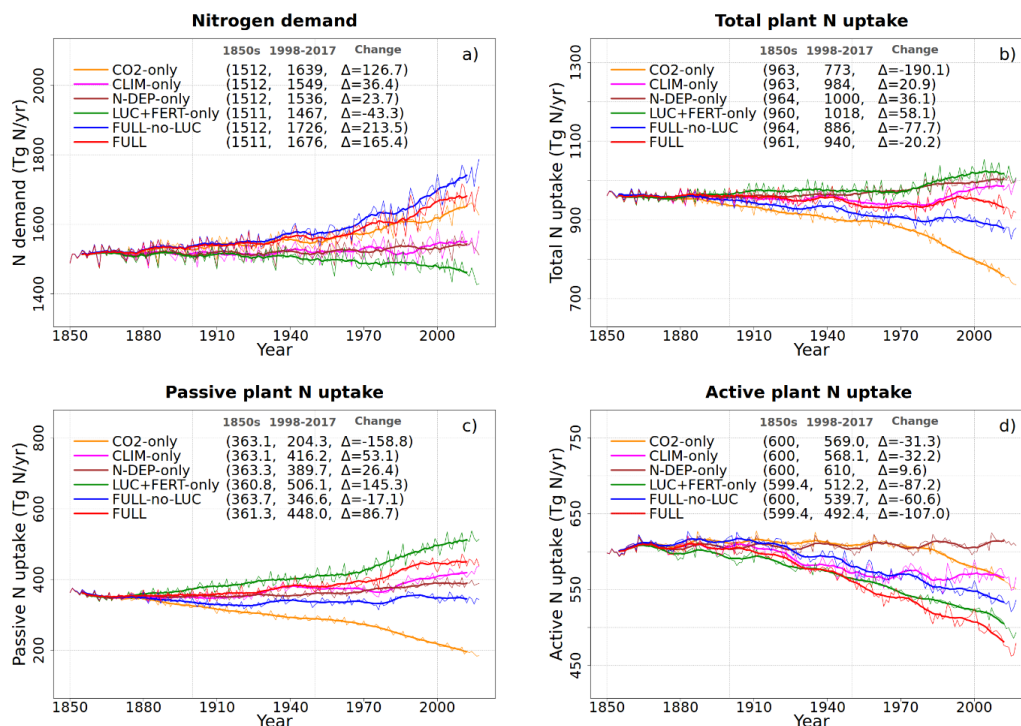 Nitrogen demand
1850s 1998-2017 Change
a)
CO2-only (1512, 1639, Δ=126.7)
CLIM-only (1512, 1549, Δ=36.4)
N-DEP-only (1512, 1536, Δ=23.7)
LUC+FERT-only (1511, 1467, Δ=-43.3)
FULL-no-LUC (1512, 1726, Δ=213.5)
FULL (1511, 1676, Δ=165.4)
N demand (Tg N/yr)
2000
1800
1600
1400
1850 1880 1910 1940 1970 2000
Year
Total plant N uptake
1850s 1998-2017 Change
b)
CO2-only (963, 773, Δ=-190.1)
CLIM-only (963, 984, Δ=20.9)
N-DEP-only (964, 1000, Δ=36.1)
LUC+FERT-only (960, 1018, Δ=58.1)
FULL-no-LUC (964, 886, Δ=-77.7)
FULL (961, 940, Δ=-20.2)
Total N uptake (Tg N/yr)
1300
1100
900
700
1850 1880 1910 1940 1970 2000
Year
Passive plant N uptake
1850s 1998-2017 Change
c)
CO2-only (363.1, 204.3, Δ=-158.8)
CLIM-only (363.1, 416.2, Δ=53.1)
N-DEP-only (363.3, 389.7, Δ=26.4)
LUC+FERT-only (360.8, 506.1, Δ=145.3)
FULL-no-LUC (363.7, 346.6, Δ=-17.1)
FULL (361.3, 448.0, Δ=86.7)
Passive N uptake (Tg N/yr)
800
600
400
200
1850 1880 1910 1940 1970 2000
Year
Active plant N uptake
1850s 1998-2017 Change
d)
CO2-only (600, 569.0, Δ=-31.3)
CLIM-only (600, 568.1, Δ=-32.2)
N-DEP-only (600, 610, Δ=9.6)
LUC+FERT-only (599.4, 512.2, Δ=-87.2)
FULL-no-LUC (600, 539.7, Δ=-60.6)
FULL (599.4, 492.4, Δ=-107.0)
Active N uptake (Tg N/yr)
750
650
550
450
1850 1880 1910 1940 1970 2000
Year